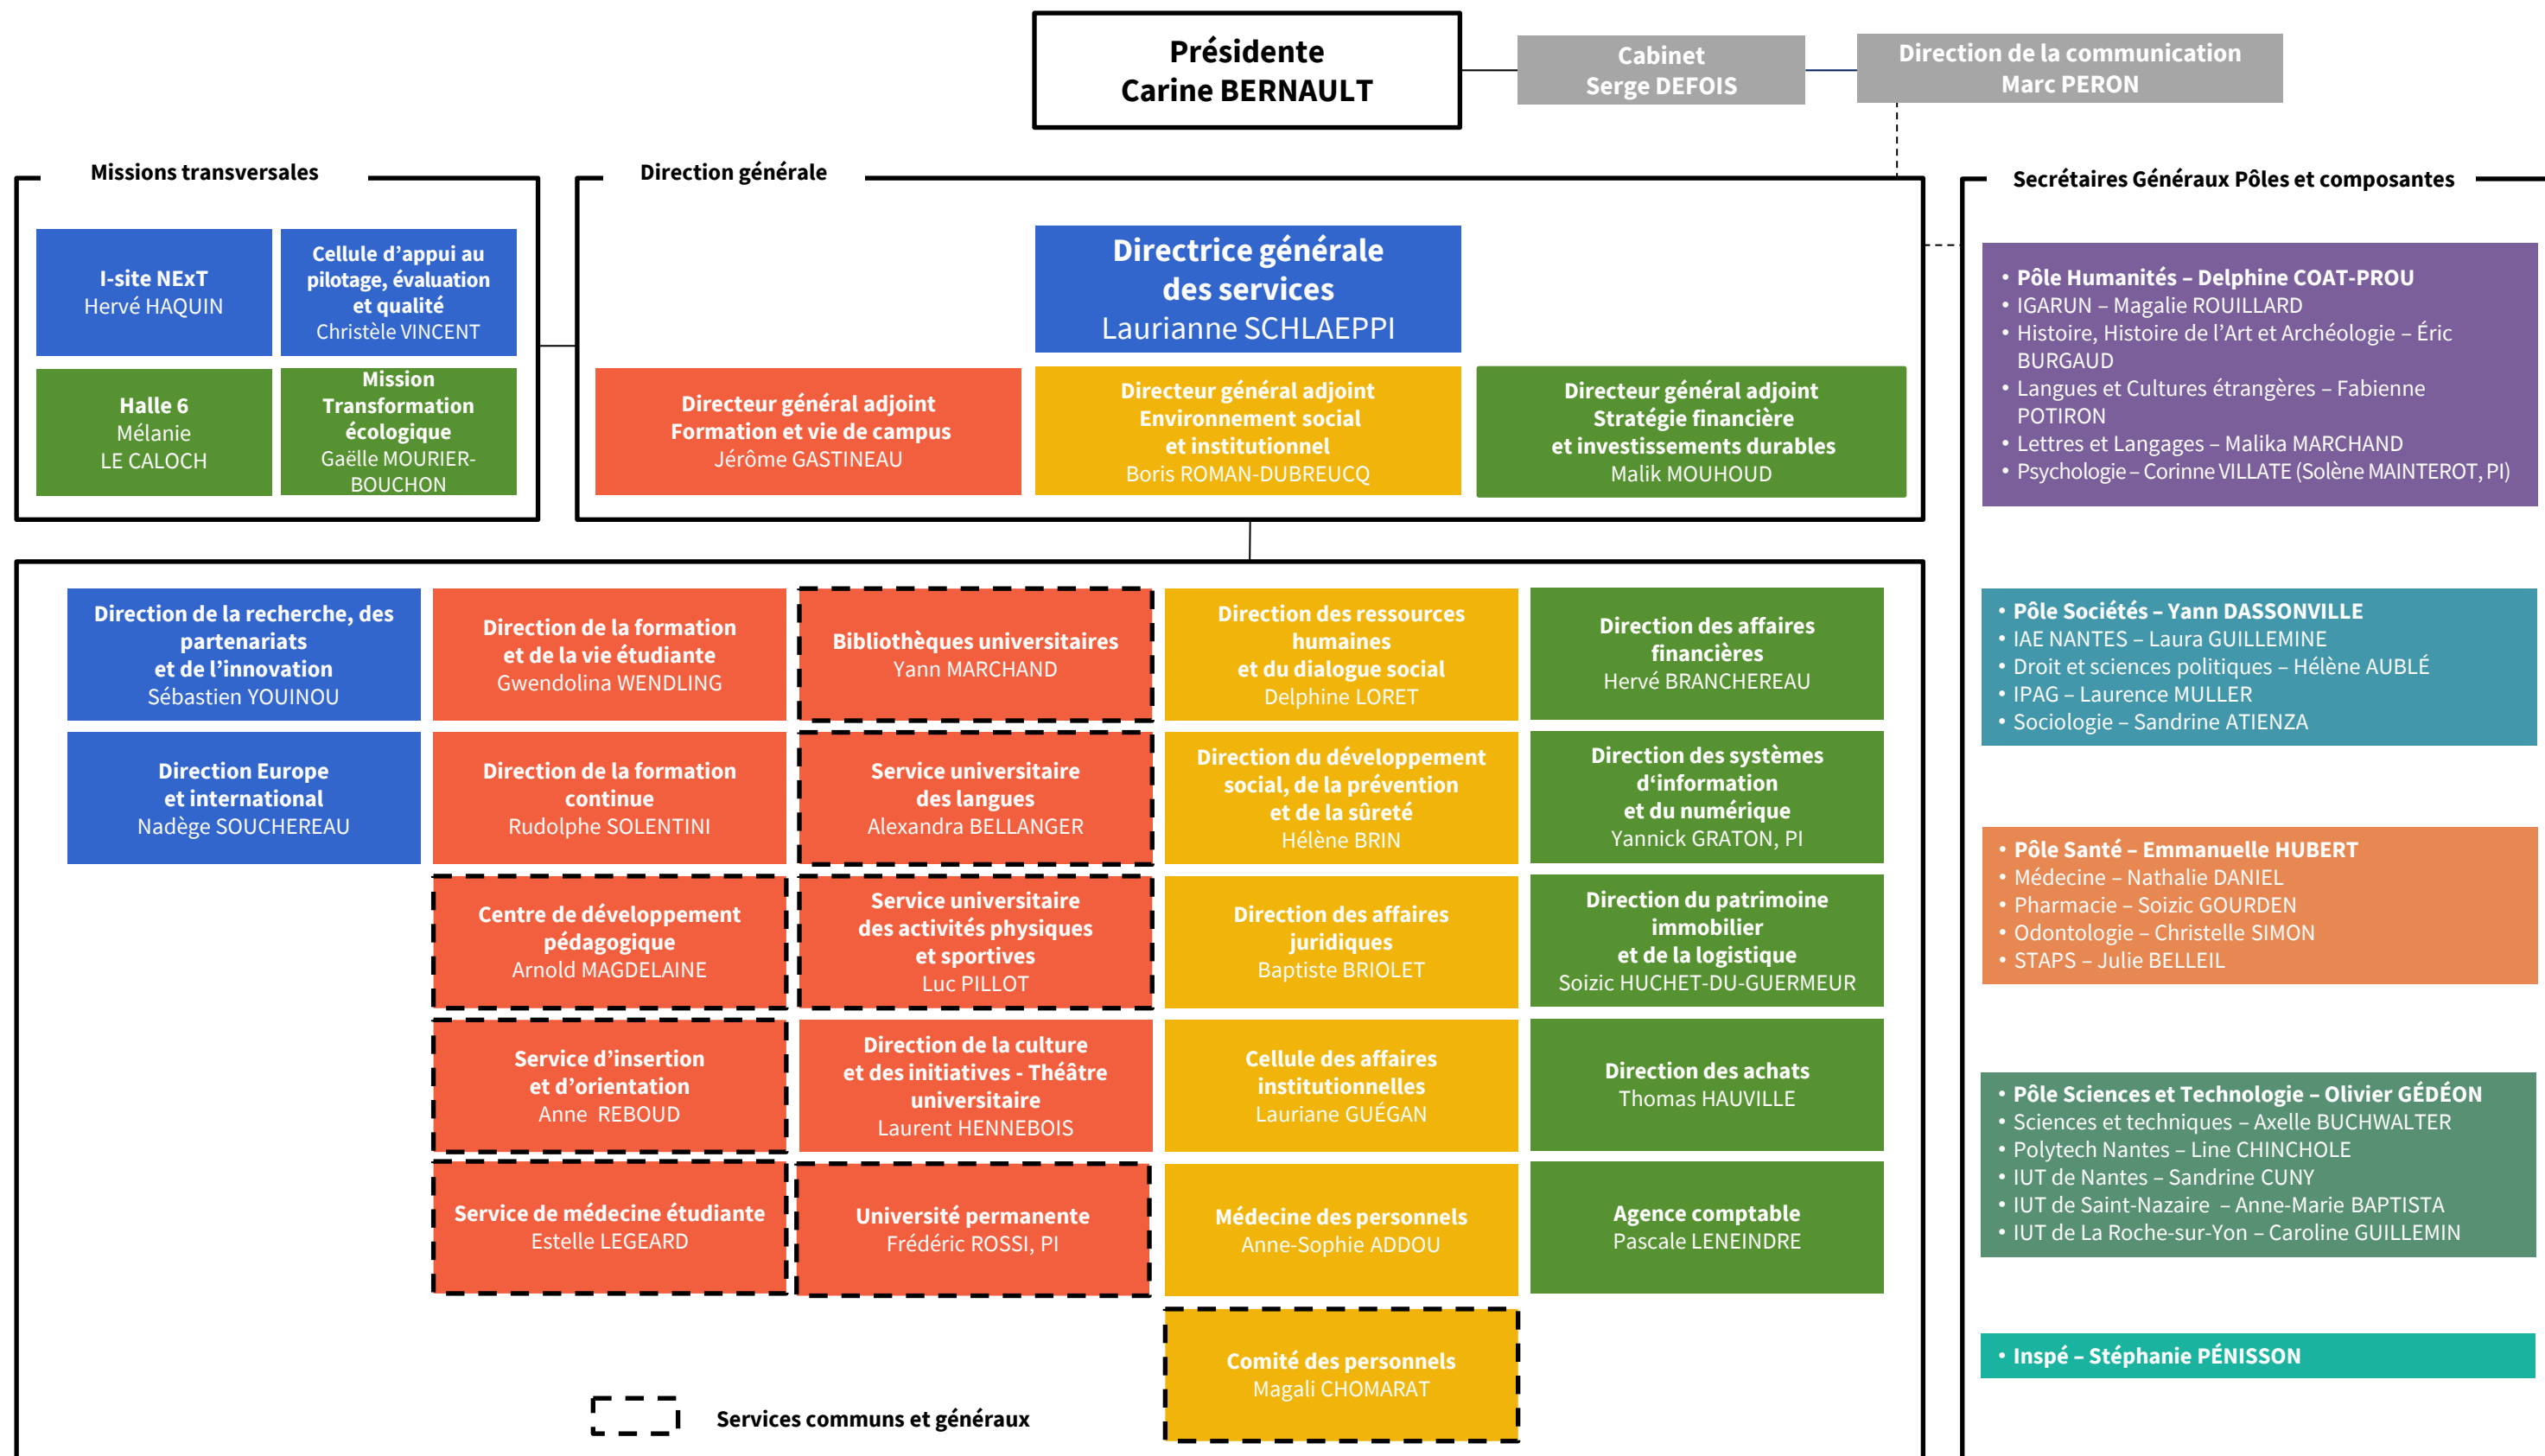 Présidente
Carine BERNAULT
Cabinet
Serge DEFOIS
Direction de la communication
Marc PERON
Missions transversales
I-site NExT
Hervé HAQUIN
Cellule d’appui au
pilotage, évaluation
et qualité
Christèle VINCENT
Halle 6
Mélanie
LE CALOCH
Mission
Transformation
écologique
Gaëlle MOURIER-
BOUCHON
Direction générale
Directrice générale
des services
Laurianne SCHLAEPPI
Directeur général adjoint
Formation et vie de campus
Jérôme GASTINEAU
Directeur général adjoint
Environnement social
et institutionnel
Boris ROMAN-DUBREUCQ
Directeur général adjoint
Stratégie financière
et investissements durables
Malik MOUHOUD
Direction de la recherche, des
partenariats
et de l’innovation
Sébastien YOUINOU
Direction Europe
et international
Nadège SOUCHEREAU
Direction de la formation
et de la vie étudiante
Gwendolina WENDLING
Direction de la formation
continue
Rudolphe SOLENTINI
Centre de développement
pédagogique
Arnold MAGDELAINE
Service d’insertion
et d’orientation
Anne REBOUD
Service de médecine étudiante
Estelle LEGEARD
Bibliothèques universitaires
Yann MARCHAND
Service universitaire
des langues
Alexandra BELLANGER
Service universitaire
des activités physiques
et sportives
Luc PILLOT
Direction de la culture
et des initiatives - Théâtre
universitaire
Laurent HENNEBOIS
Université permanente
Frédéric ROSSI, PI
Direction des ressources
humaines
et du dialogue social
Delphine LORET
Direction du développement
social, de la prévention
et de la sûreté
Hélène BRIN
Direction des affaires
juridiques
Baptiste BRIOLET
Cellule des affaires
institutionnelles
Lauriane GUÉGAN
Médecine des personnels
Anne-Sophie ADDOU
Comité des personnels
Magali CHOMARAT
Direction des affaires
financières
Hervé BRANCHEREAU
Direction des systèmes
d‘information
et du numérique
Yannick GRATON, PI
Direction du patrimoine
immobilier
et de la logistique
Soizic HUCHET-DU-GUERMEUR
Direction des achats
Thomas HAUVILLE
Agence comptable
Pascale LENEINDRE
Services communs et généraux
Secrétaires Généraux Pôles et composantes
• Pôle Humanités – Delphine COAT-PROU
• IGARUN – Magalie ROUILLARD
• Histoire, Histoire de l’Art et Archéologie – Éric
BURGAUD
• Langues et Cultures étrangères – Fabienne
POTIRON
• Lettres et Langages – Malika MARCHAND
• Psychologie – Corinne VILLATE (Solène MAINTEROT, PI)
• Pôle Sociétés – Yann DASSONVILLE
• IAE NANTES – Laura GUILLEMINE
• Droit et sciences politiques – Hélène AUBLÉ
• IPAG – Laurence MULLER
• Sociologie – Sandrine ATIENZA
• Pôle Santé – Emmanuelle HUBERT
• Médecine – Nathalie DANIEL
• Pharmacie – Soizic GOURDEN
• Odontologie – Christelle SIMON
• STAPS – Julie BELLEIL
• Pôle Sciences et Technologie – Olivier GÉDÉON
• Sciences et techniques – Axelle BUCHWALTER
• Polytech Nantes – Line CHINCHOLE
• IUT de Nantes – Sandrine CUNY
• IUT de Saint-Nazaire – Anne-Marie BAPTISTA
• IUT de La Roche-sur-Yon – Caroline GUILLEMIN
• Inspé – Stéphanie PÉNISSON